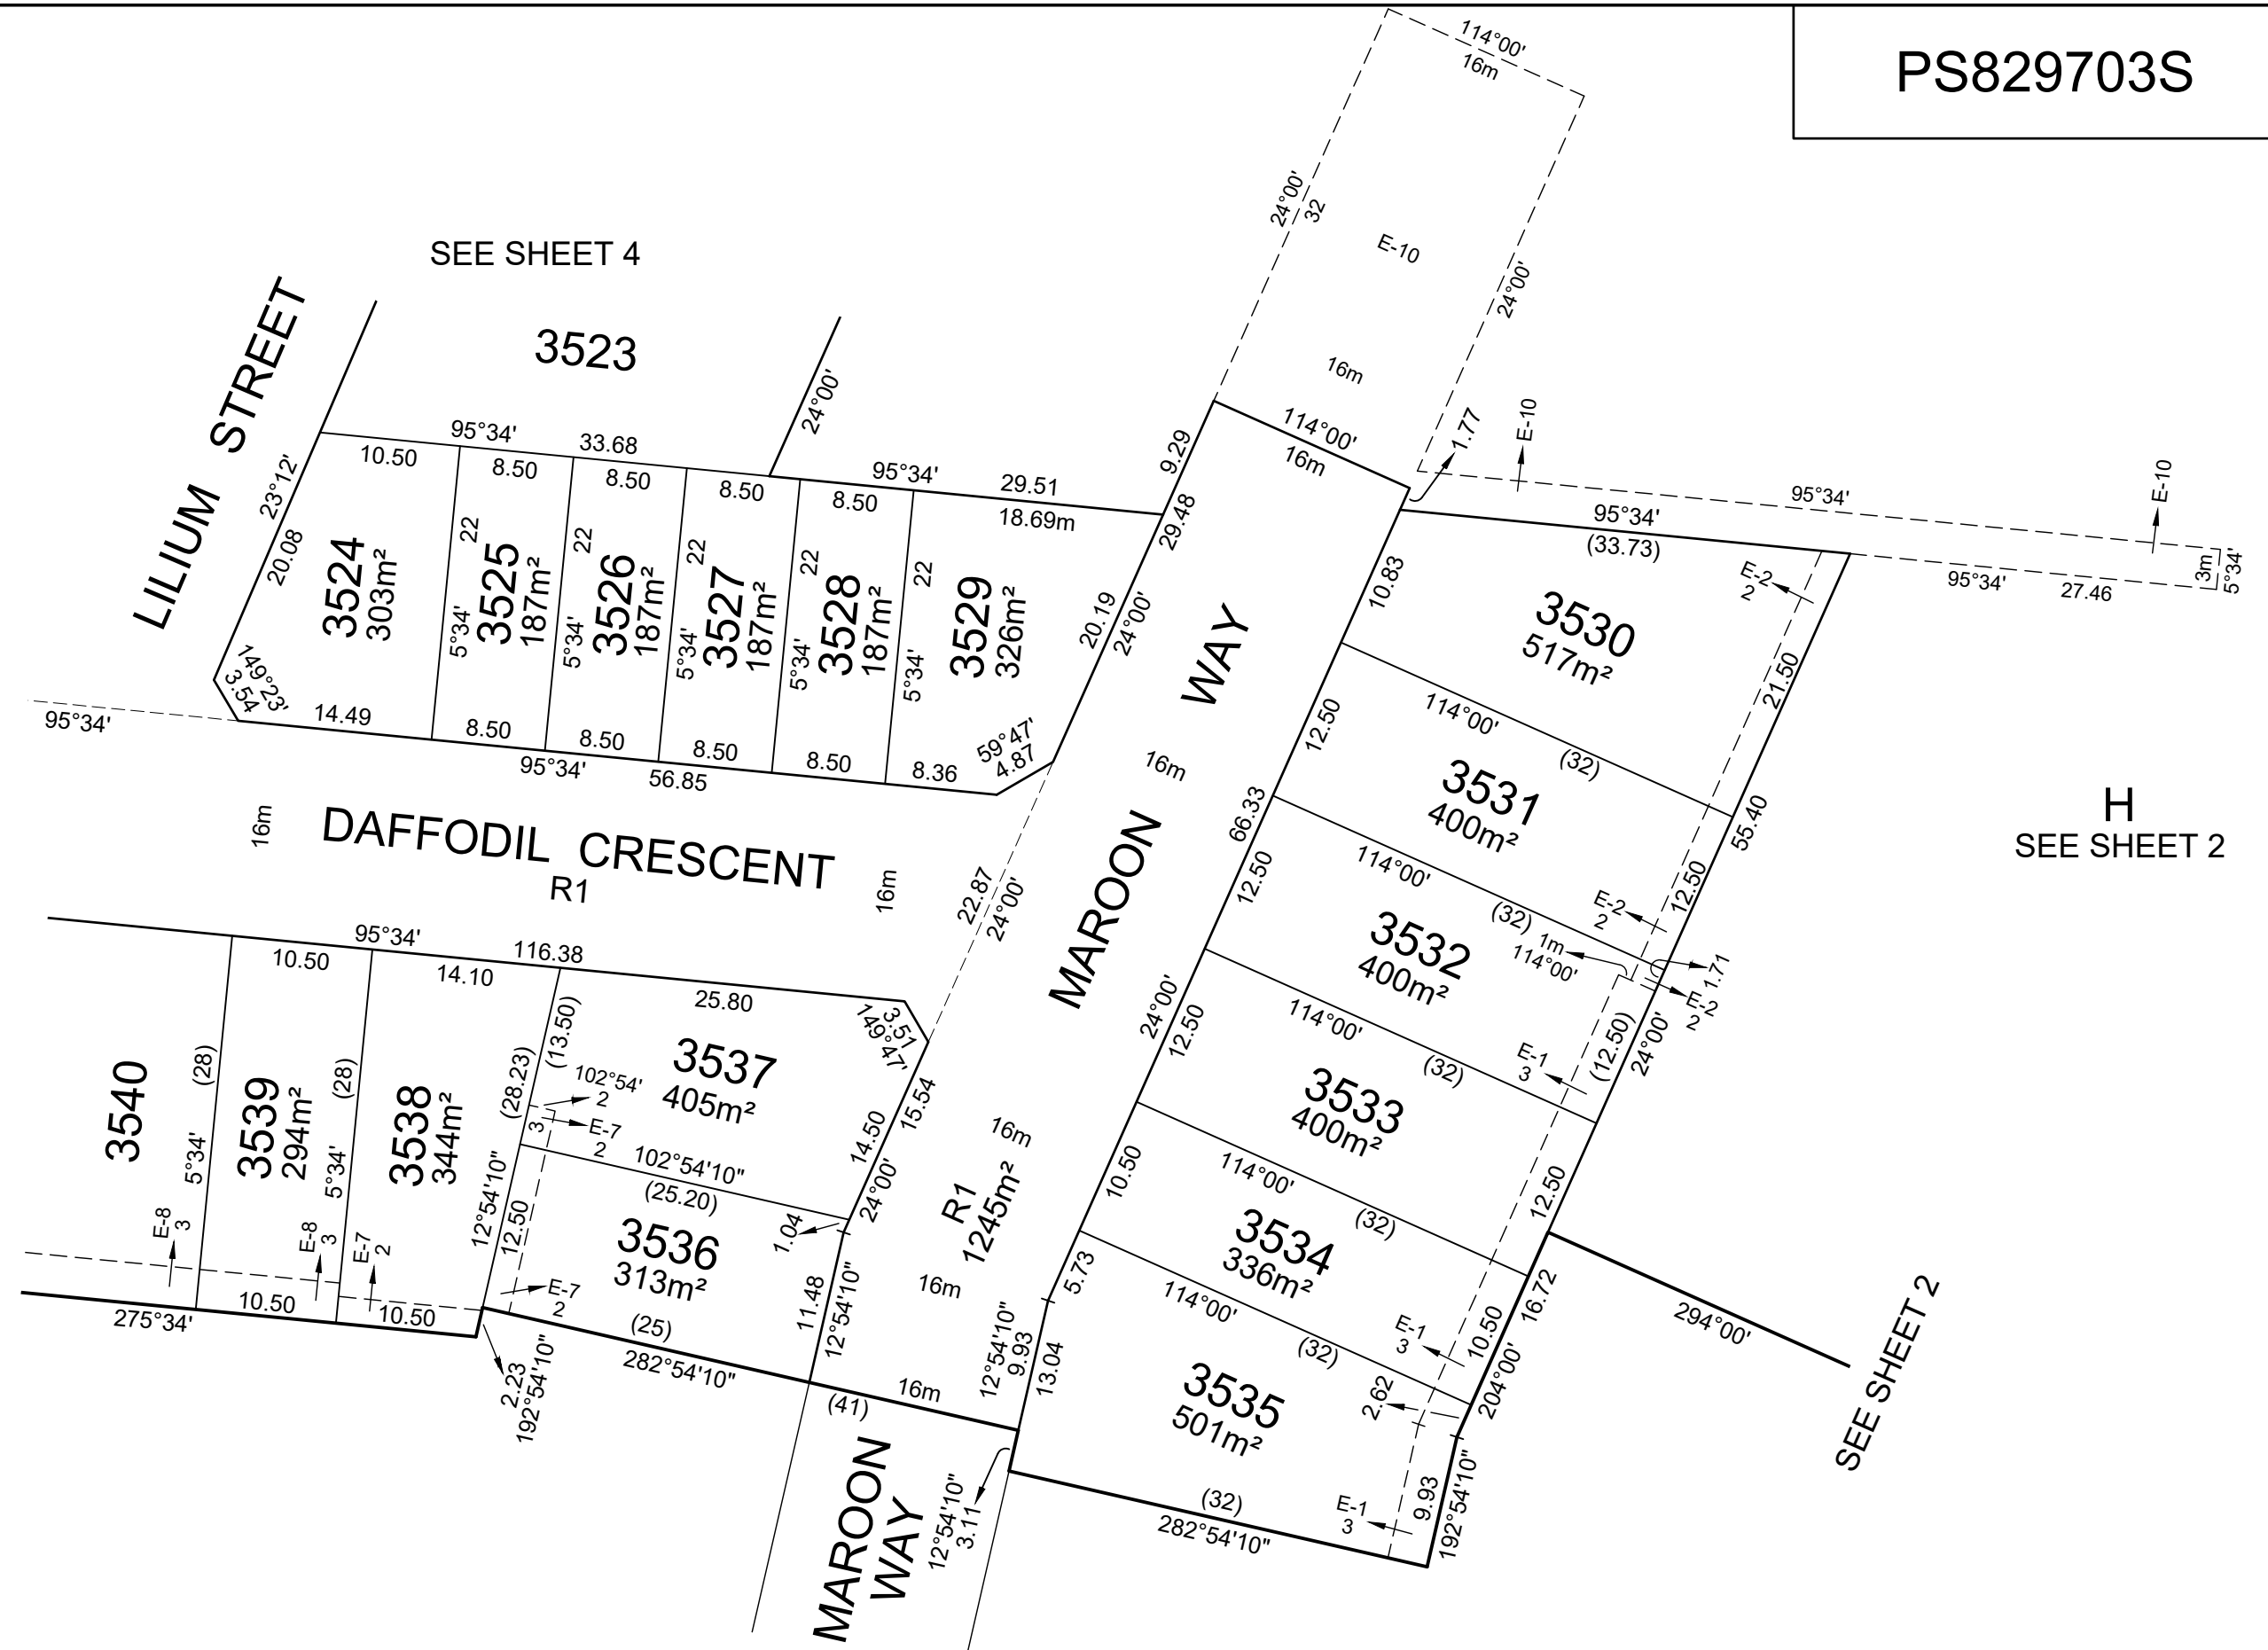 PS829703S
114°00'
16m
24°00'
32
E-10
24°00'
16m
SEE SHEET 4
LILIUM STREET
3523
24°00'
95°34'
33.68
95°34'
29.51
18.69m
9.29
29.48
114°00'
16m
1.77
E-10
95°34'
E-10
3m
5°34'
95°34'
27.46
95°34'
(33.73)
23°12'
20.08
10.50
8.50
8.50
8.50
8.50
3524
303m²
22
5°34'
3525
187m²
22
5°34'
3526
187m²
22
5°34'
3527
187m²
22
5°34'
3528
187m²
22
5°34'
3529
326m²
20.19
24°00'
149°23'
3.54
14.49
8.50
8.50
8.50
8.50
8.36
59°47'
4.87
95°34'
95°34'
56.85
16m
DAFFODIL CRESCENT
R1
16m
22.87
24°00'
MAROON WAY
16m
10.83
3530
517m²
E-2
2
21.50
12.50
114°00'
(32)
3531
400m²
55.40
66.33
12.50
114°00'
(32)
12.50
E-2
2
3532
400m²
1m
114°00'
1.71
E-2
2
24°00'
12.50
114°00'
(32)
(12.50)
24°00'
3533
400m²
E-1
3
10.50
114°00'
(32)
12.50
3534
336m²
16.72
10.50
E-1
3
5.73
114°00'
(32)
204°00'
2.62
3535
501m²
9.93
192°54'10"
E-1
3
(32)
282°54'10"
294°00'
H
SEE SHEET 2
SEE SHEET 2
95°34'
116.38
10.50
14.10
25.80
3.51
149°47'
3540
(28)
5°34'
3539
294m²
(28)
5°34'
3538
344m²
(28.23)
(13.50)
12°54'10"
12.50
3537
405m²
102°54'
2
3
E-7
2
102°54'10"
(25.20)
14.50
15.54
24°00'
1.04
3536
313m²
11.48
12°54'10"
E-7
2
(25)
282°54'10"
E-8
3
E-8
3
E-7
2
10.50
10.50
275°34'
2.23
192°54'10"
16m
R1
1245m²
16m
12°54'10"
9.93
13.04
16m
(41)
MAROON
WAY
12°54'10"
3.11